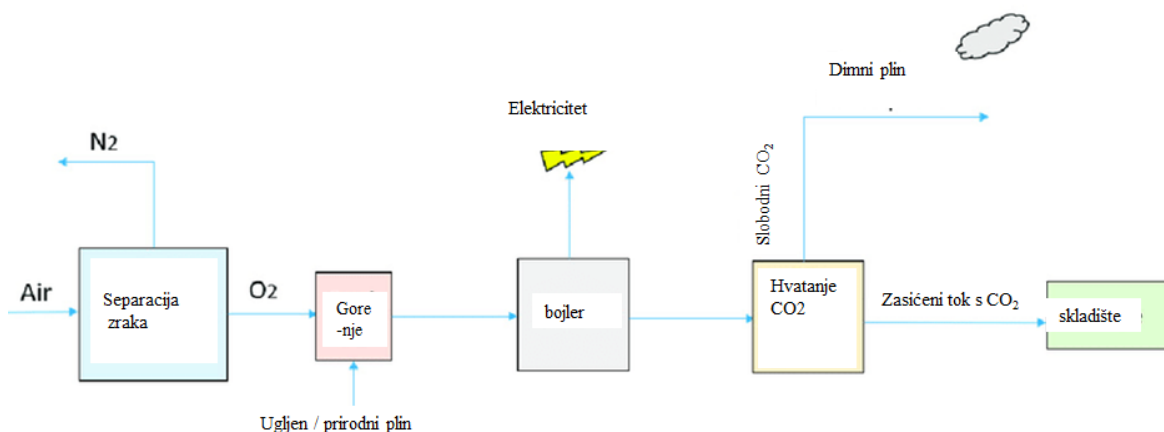 Dimni plin
Elektricitet
N2
Slobodni CO2
Air
Separacija
zraka
O2
Gore
-nje
bojler
Hvatanje
CO2
Zasićeni tok s CO2
skladište
Ugljen / prirodni plin